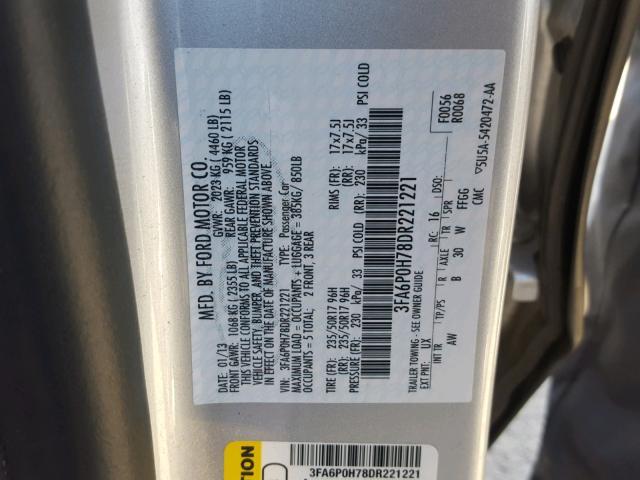 MFD. BY FORD MOTOR CO.
DATE: 01/13 GVWR: 2023 KG ( 4460 LB)
FRONT GAWR: 1068 KG ( 2355 LB) REAR GAWR: 959 KG ( 2115 LB)
THIS VEHICLE CONFORMS TO ALL APPLICABLE FEDERAL MOTOR
VEHICLE SAFETY, BUMPER, AND THEFT PREVENTION STANDARDS
IN EFFECT ON THE DATE OF MANUFACTURE SHOWN ABOVE.
VIN: 3FA6P0H78DR221221 TYPE: Passenger Car
MAXIMUM LOAD = OCCUPANTS + LUGGAGE = 385KG/ 850LB
OCCUPANTS = 5 TOTAL; 2 FRONT, 3 REAR
TIRE (FR): 235/50R17 96H RIMS (FR): 17x7.5J
(RR): 235/50R17 96H (RR): 17x7.5J
PRESSURE (FR): 230 kPa/ 33 PSI COLD (RR): 230 kPa/ 33 PSI COLD
3FA6P0H78DR221221
TRAILER TOWING - SEE OWNER GUIDE F0056
R0068
EXT PNT: UX RC: 16 DSO:
INT TR TP/PS R AXLE TR SPR
AW B 30 W FFGG
CMC 5U5A-5420472-AA
3FA6P0H78DR221221